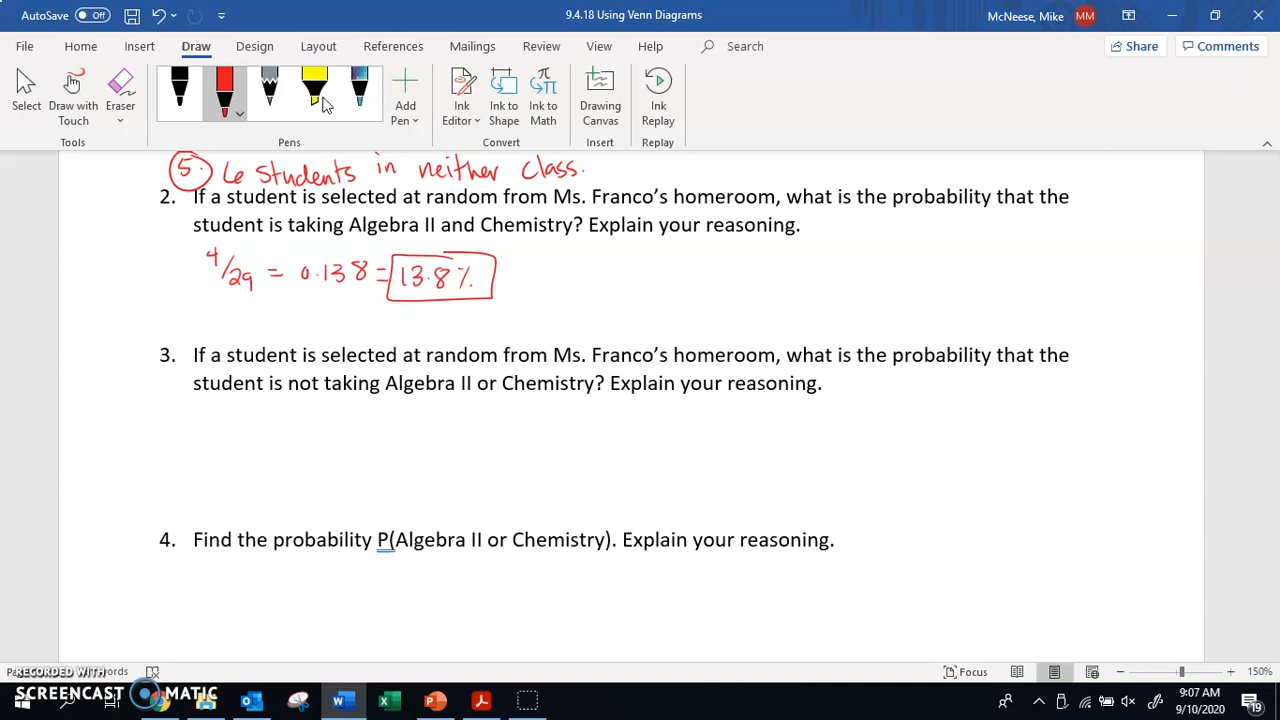 AutoSave Off
9.4.18 Using Venn Diagrams
McNeese, Mike MM
File Home Insert Draw Design Layout References Mailings Review View Help Search Share Comments
Select
Draw with Touch
Eraser
Add Pen
Ink Editor
Ink to Shape
Ink to Math
Drawing Canvas
Ink Replay
Tools Pens Convert Insert Replay
5. 6 Students in neither class.
2. If a student is selected at random from Ms. Franco's homeroom, what is the probability that the
student is taking Algebra II and Chemistry? Explain your reasoning.
4/29 = 0.138 = 13.8%
3. If a student is selected at random from Ms. Franco's homeroom, what is the probability that the
student is not taking Algebra II or Chemistry? Explain your reasoning.
4. Find the probability P(Algebra II or Chemistry). Explain your reasoning.
words Focus 150%
RECORDED WITH
SCREENCAST MATIC
9:07 AM
9/10/2020
19